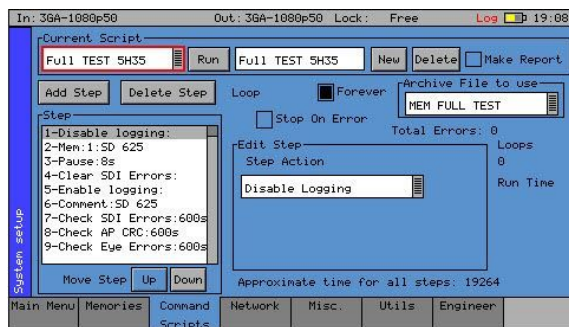 In: 3GA-1080p50 Out: 3GA-1080p50 Lock: Free Log 19:08
Current Script
Full TEST 5H35 Run Full TEST 5H35 New Delete Make Report
Add Step Delete Step Loop Forever Archive File to use
MEM FULL TEST
Stop On Error
Total Errors: 0
Step
1-Disable logging:
2-Mem:1:SD 625
3-Pause:8s
4-Clear SDI Errors:
5-Enable logging:
6-Comment:SD 625
7-Check SDI Errors:600s
8-Check AP CRC:600s
9-Check Eye Errors:600s
Edit Step
Step Action
Disable Logging
Loops
0
Run Time
Move Step Up Down
Approximate time for all steps: 19264
System setup
Main Menu Memories Command Scripts Network Misc. Utils Engineer